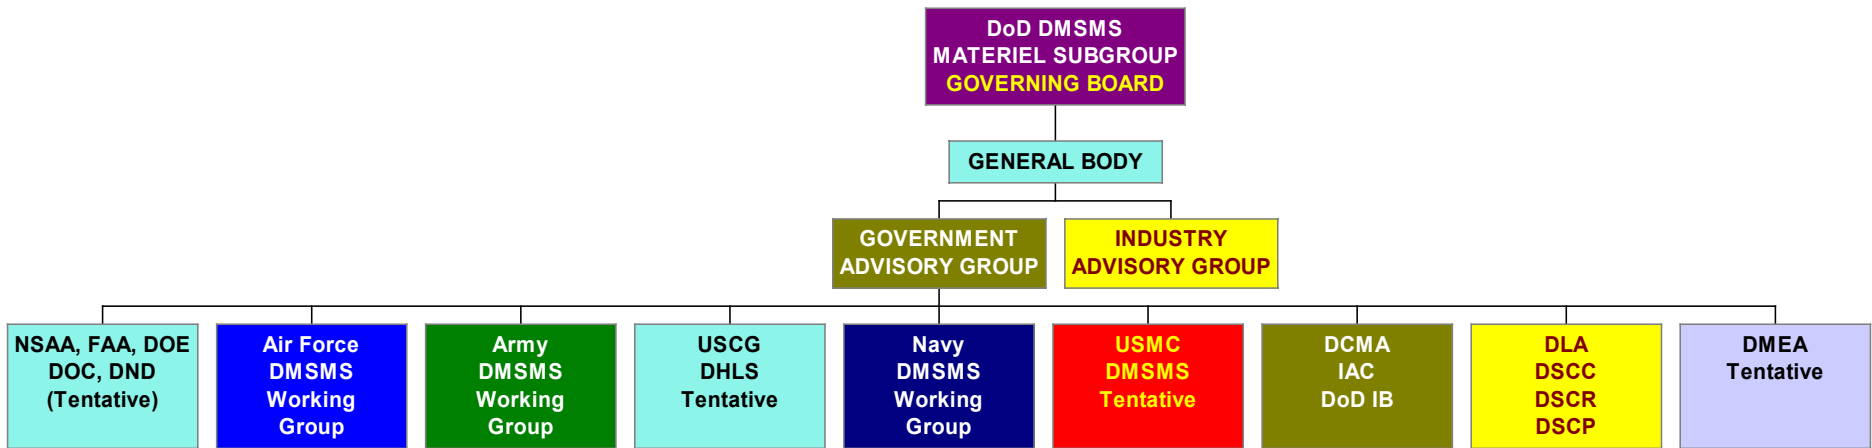 DoD DMSMS
MATERIEL SUBGROUP
GOVERNING BOARD
GENERAL BODY
GOVERNMENT
ADVISORY GROUP
INDUSTRY
ADVISORY GROUP
NSAA, FAA, DOE
DOC, DND
(Tentative)
Air Force
DMSMS
Working
Group
Army
DMSMS
Working
Group
USCG
DHLS
Tentative
Navy
DMSMS
Working
Group
USMC
DMSMS
Tentative
DCMA
IAC
DoD IB
DLA
DSCC
DSCR
DSCP
DMEA
Tentative